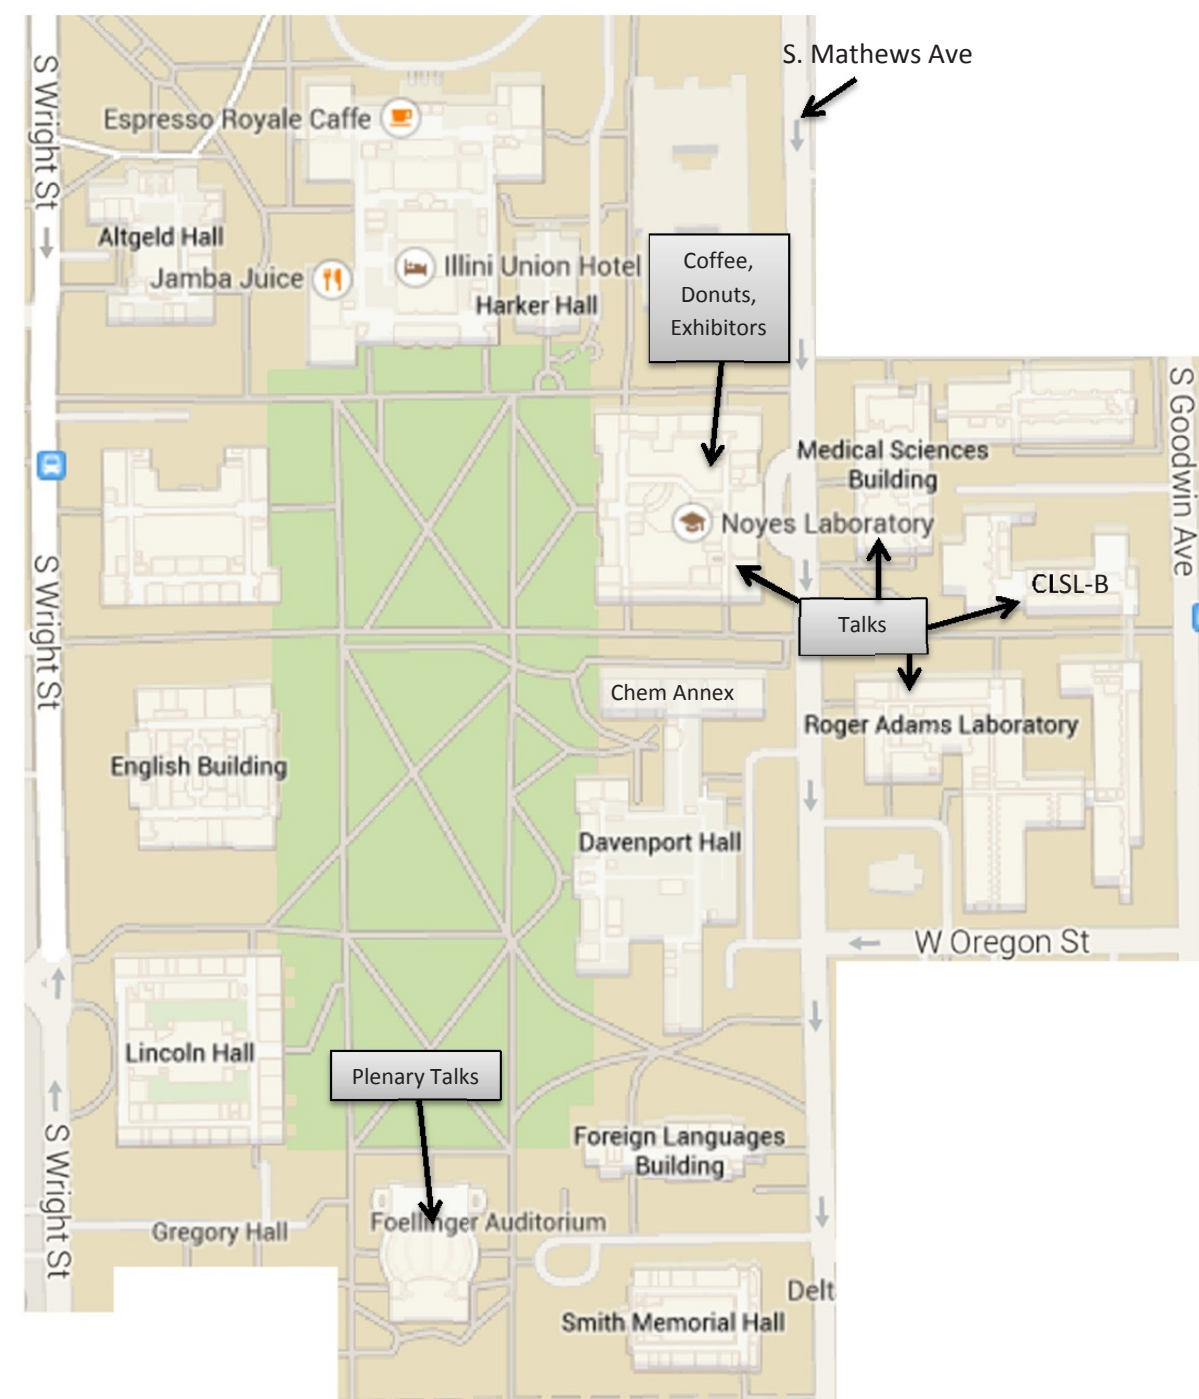 S. Mathews Ave
S Wright St
Espresso Royale Caffe
Altgeld Hall
Jamba Juice
Illini Union Hotel
Harker Hall
Coffee,
Donuts,
Exhibitors
S Goodwin Ave
Medical Sciences
Building
Noyes Laboratory
S Wright St
CLSL-B
Talks
Chem Annex
Roger Adams Laboratory
English Building
Davenport Hall
W Oregon St
Lincoln Hall
Plenary Talks
S Wright St
Foreign Languages
Building
Gregory Hall
Foellinger Auditorium
Delt
Smith Memorial Hall